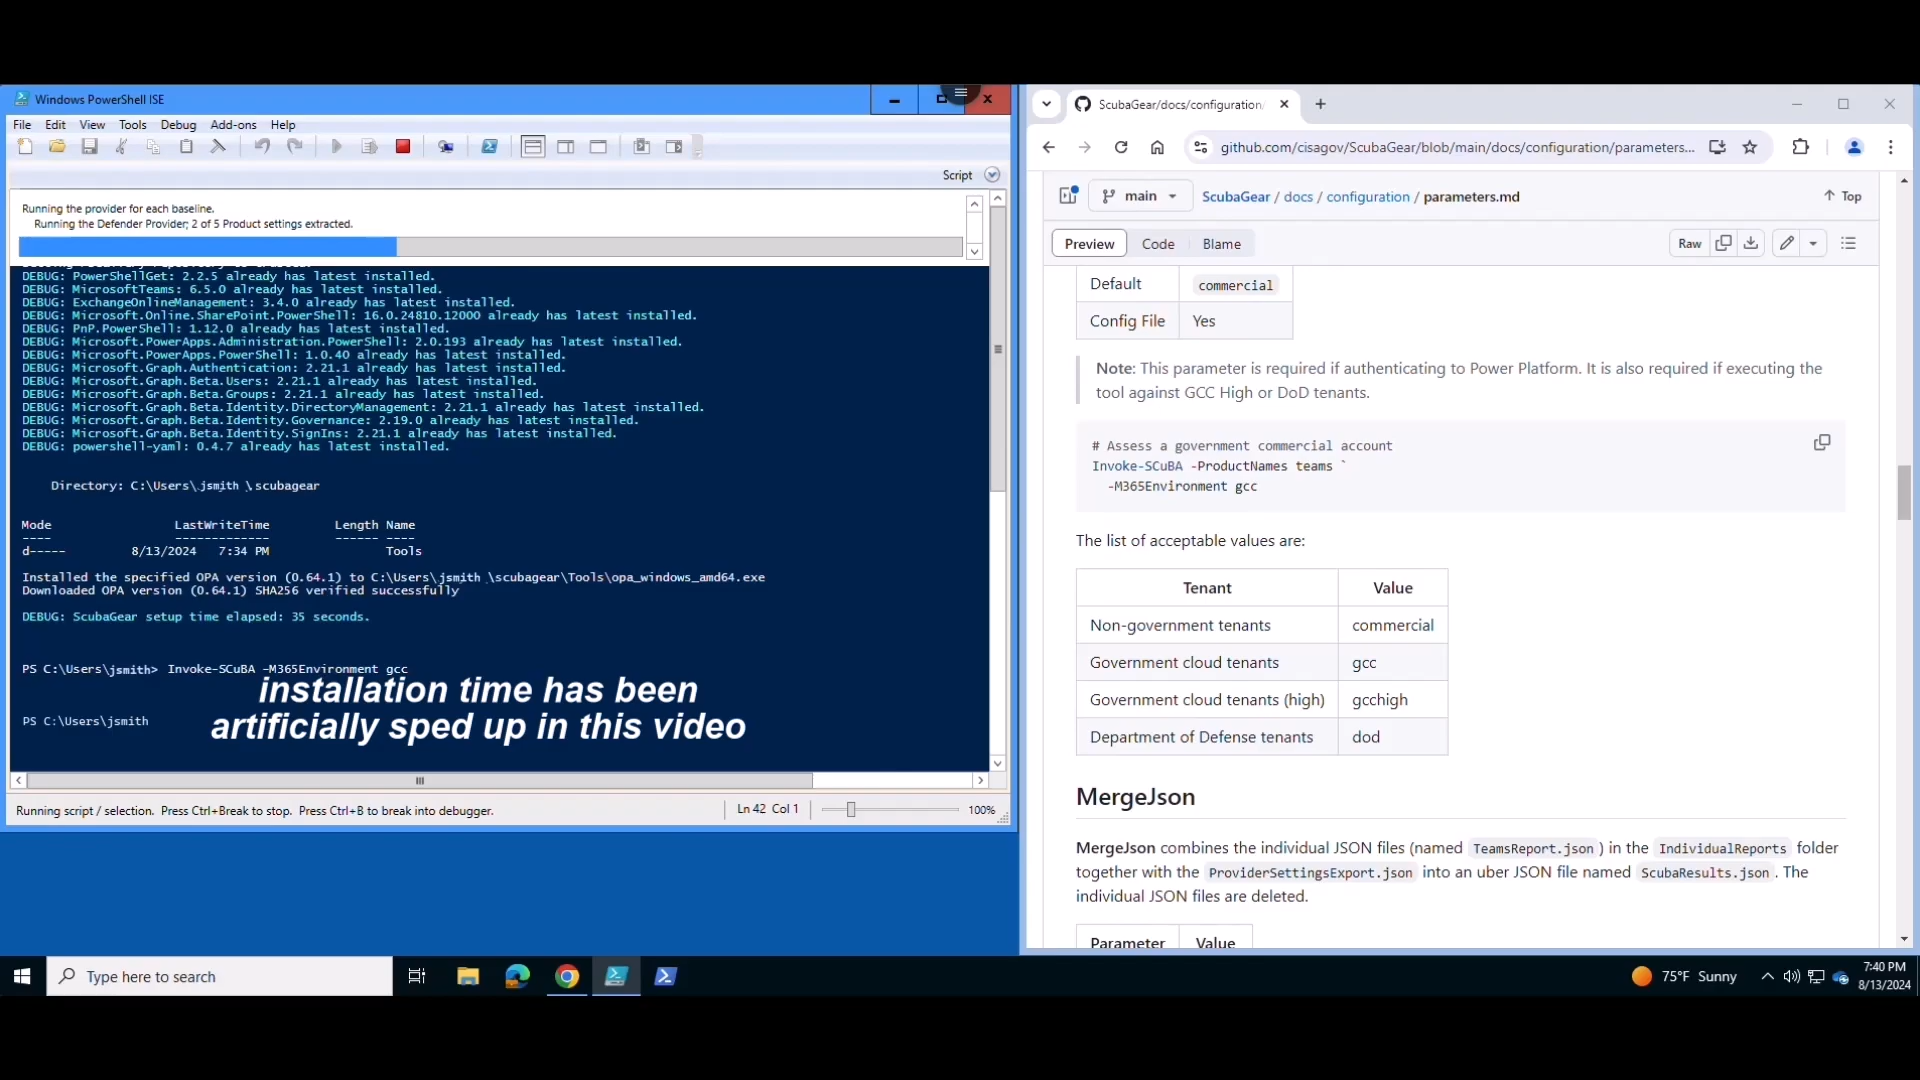 Windows PowerShell ISE
File Edit View Tools Debug Add-ons Help
Script
Running the provider for each baseline.
Running the Defender Provider; 2 of 5 Product settings extracted.
DEBUG: PowerShellGet: 2.2.5 already has latest installed.
DEBUG: MicrosoftTeams: 6.5.0 already has latest installed.
DEBUG: ExchangeOnlineManagement: 3.4.0 already has latest installed.
DEBUG: Microsoft.Online.SharePoint.PowerShell: 16.0.24810.12000 already has latest installed.
DEBUG: PnP.PowerShell: 1.12.0 already has latest installed.
DEBUG: Microsoft.PowerApps.Administration.PowerShell: 2.0.193 already has latest installed.
DEBUG: Microsoft.PowerApps.PowerShell: 1.0.40 already has latest installed.
DEBUG: Microsoft.Graph.Authentication: 2.21.1 already has latest installed.
DEBUG: Microsoft.Graph.Beta.Users: 2.21.1 already has latest installed.
DEBUG: Microsoft.Graph.Beta.Groups: 2.21.1 already has latest installed.
DEBUG: Microsoft.Graph.Beta.Identity.DirectoryManagement: 2.21.1 already has latest installed.
DEBUG: Microsoft.Graph.Beta.Identity.Governance: 2.19.0 already has latest installed.
DEBUG: Microsoft.Graph.Beta.Identity.SignIns: 2.21.1 already has latest installed.
DEBUG: powershell-yaml: 0.4.7 already has latest installed.
Directory: C:\Users\jsmith \.scubagear
Mode LastWriteTime Length Name
---- ------------- ------ ----
d----- 8/13/2024 7:34 PM Tools
Installed the specified OPA version (0.64.1) to C:\Users\jsmith \scubagear\Tools\opa_windows_amd64.exe
Downloaded OPA version (0.64.1) SHA256 verified successfully
DEBUG: ScubaGear setup time elapsed: 35 seconds.
PS C:\Users\jsmith> Invoke-SCuBA -M365Environment gcc
installation time has been
artificially sped up in this video
PS C:\Users\jsmith
Running script / selection. Press Ctrl+Break to stop. Press Ctrl+B to break into debugger.
Ln 42 Col 1
100%
ScubaGear/docs/configuration/
github.com/cisagov/ScubaGear/blob/main/docs/configuration/parameters...
main
ScubaGear / docs / configuration / parameters.md
Top
Preview Code Blame
Raw
Default commercial
Config File Yes
Note: This parameter is required if authenticating to Power Platform. It is also required if executing the
tool against GCC High or DoD tenants.
# Assess a government commercial account
Invoke-SCuBA -ProductNames teams `
-M365Environment gcc
The list of acceptable values are:
Tenant Value
Non-government tenants commercial
Government cloud tenants gcc
Government cloud tenants (high) gcchigh
Department of Defense tenants dod
MergeJson
MergeJson combines the individual JSON files (named TeamsReport.json ) in the IndividualReports folder
together with the ProviderSettingsExport.json into an uber JSON file named ScubaResults.json . The
individual JSON files are deleted.
Parameter Value
Type here to search
75°F Sunny
7:40 PM
8/13/2024